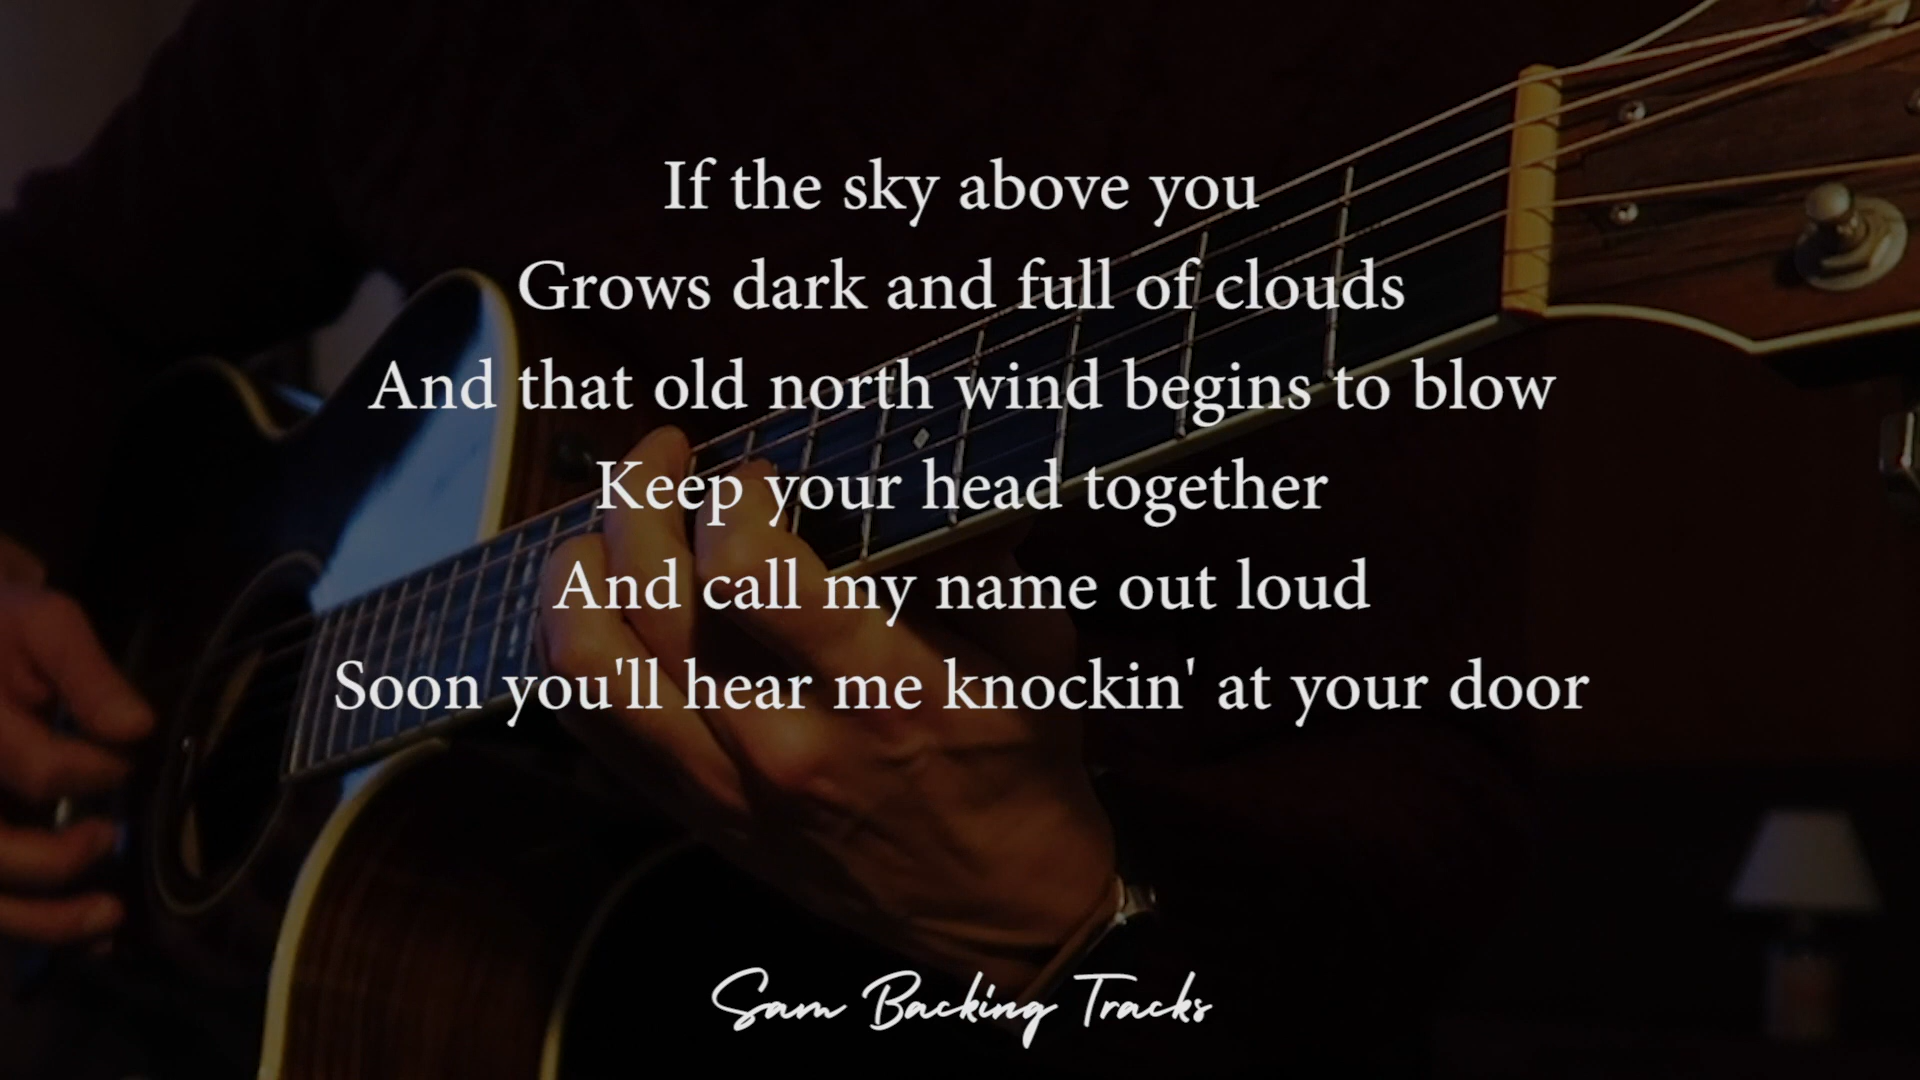 If the sky above you
Grows dark and full of clouds
And that old north wind begins to blow
Keep your head together
And call my name out loud
Soon you'll hear me knockin' at your door
Sam Backing Tracks